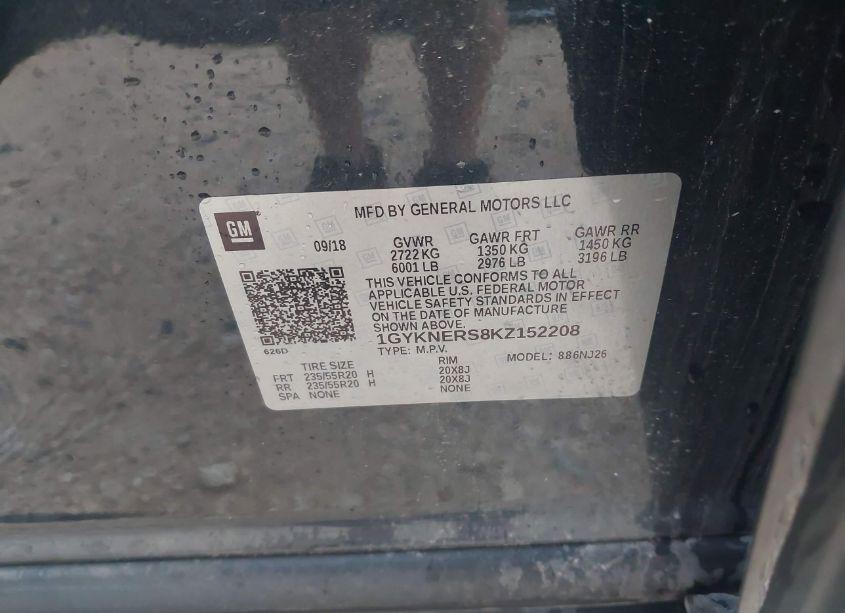 MFD BY GENERAL MOTORS LLC
GM
09/18
GVWR GAWR FRT GAWR RR
2722 KG 1350 KG 1450 KG
6001 LB 2976 LB 3196 LB
THIS VEHICLE CONFORMS TO ALL
APPLICABLE U.S. FEDERAL MOTOR
VEHICLE SAFETY STANDARDS IN EFFECT
ON THE DATE OF MANUFACTURE
SHOWN ABOVE.
1GYKNERS8KZ152208
626D
TYPE: M.P.V. MODEL: 886NJ26
TIRE SIZE RIM
FRT 235/55R20 H 20X8J
RR 235/55R20 H 20X8J
SPA NONE NONE